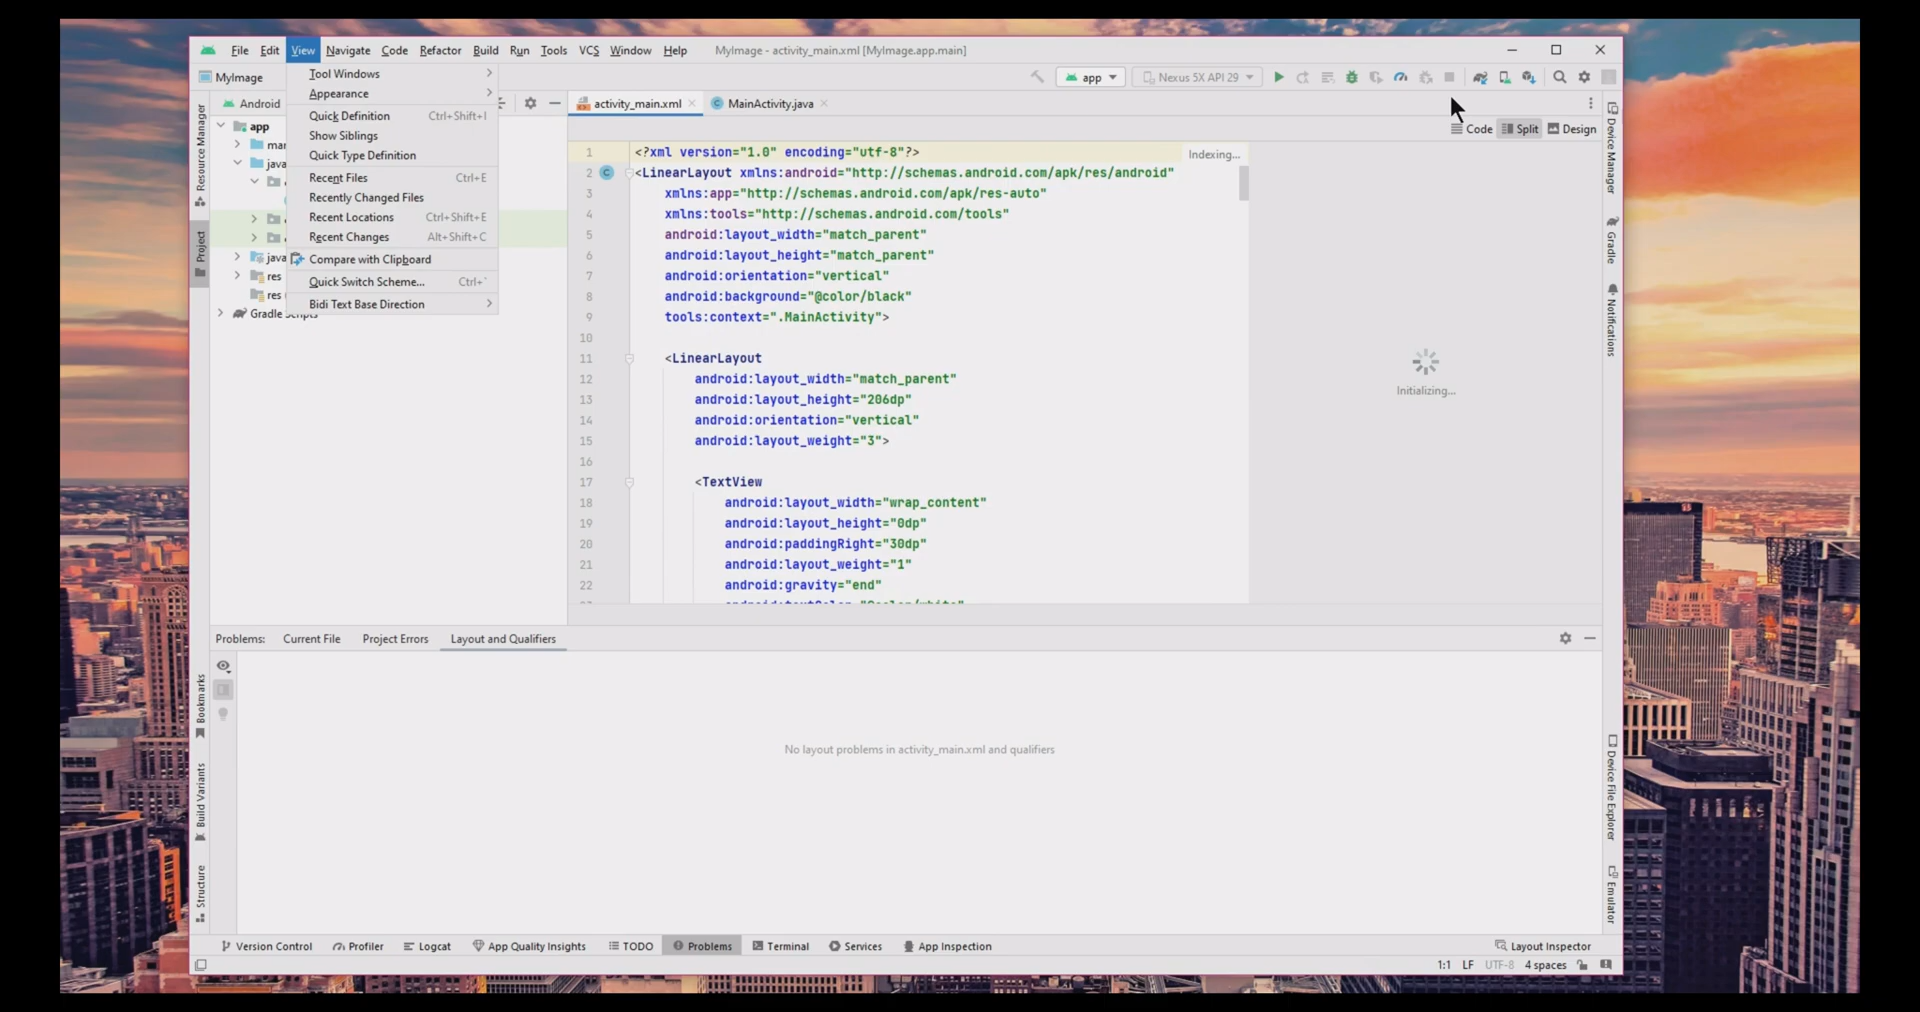 File Edit View Navigate Code Refactor Build Run Tools VCS Window Help MyImage - activity_main.xml [MyImage.app.main]
MyImage app Nexus 5X API 29
Android activity_main.xml MainActivity.java
Code Split Design
Tool Windows
Appearance
Quick Definition Ctrl+Shift+I
Show Siblings
Quick Type Definition
Recent Files Ctrl+E
Recently Changed Files
Recent Locations Ctrl+Shift+E
Recent Changes Alt+Shift+C
Compare with Clipboard
Quick Switch Scheme... Ctrl+`
Bidi Text Base Direction
app
java
java
res
res
Gradle
Resource Manager
Project
Bookmarks
Build Variants
Structure
Indexing...
1 <?xml version="1.0" encoding="utf-8"?>
2 <LinearLayout xmlns:android="http://schemas.android.com/apk/res/android"
3 xmlns:app="http://schemas.android.com/apk/res-auto"
4 xmlns:tools="http://schemas.android.com/tools"
5 android:layout_width="match_parent"
6 android:layout_height="match_parent"
7 android:orientation="vertical"
8 android:background="@color/black"
9 tools:context=".MainActivity">
10
11 <LinearLayout
12 android:layout_width="match_parent"
13 android:layout_height="206dp"
14 android:orientation="vertical"
15 android:layout_weight="3">
16
17 <TextView
18 android:layout_width="wrap_content"
19 android:layout_height="0dp"
20 android:paddingRight="30dp"
21 android:layout_weight="1"
22 android:gravity="end"
Initializing...
Device Manager
Gradle
Notifications
Device File Explorer
Emulator
Problems: Current File Project Errors Layout and Qualifiers
No layout problems in activity_main.xml and qualifiers
Version Control Profiler Logcat App Quality Insights TODO Problems Terminal Services App Inspection Layout Inspector
1:1 LF UTF-8 4 spaces